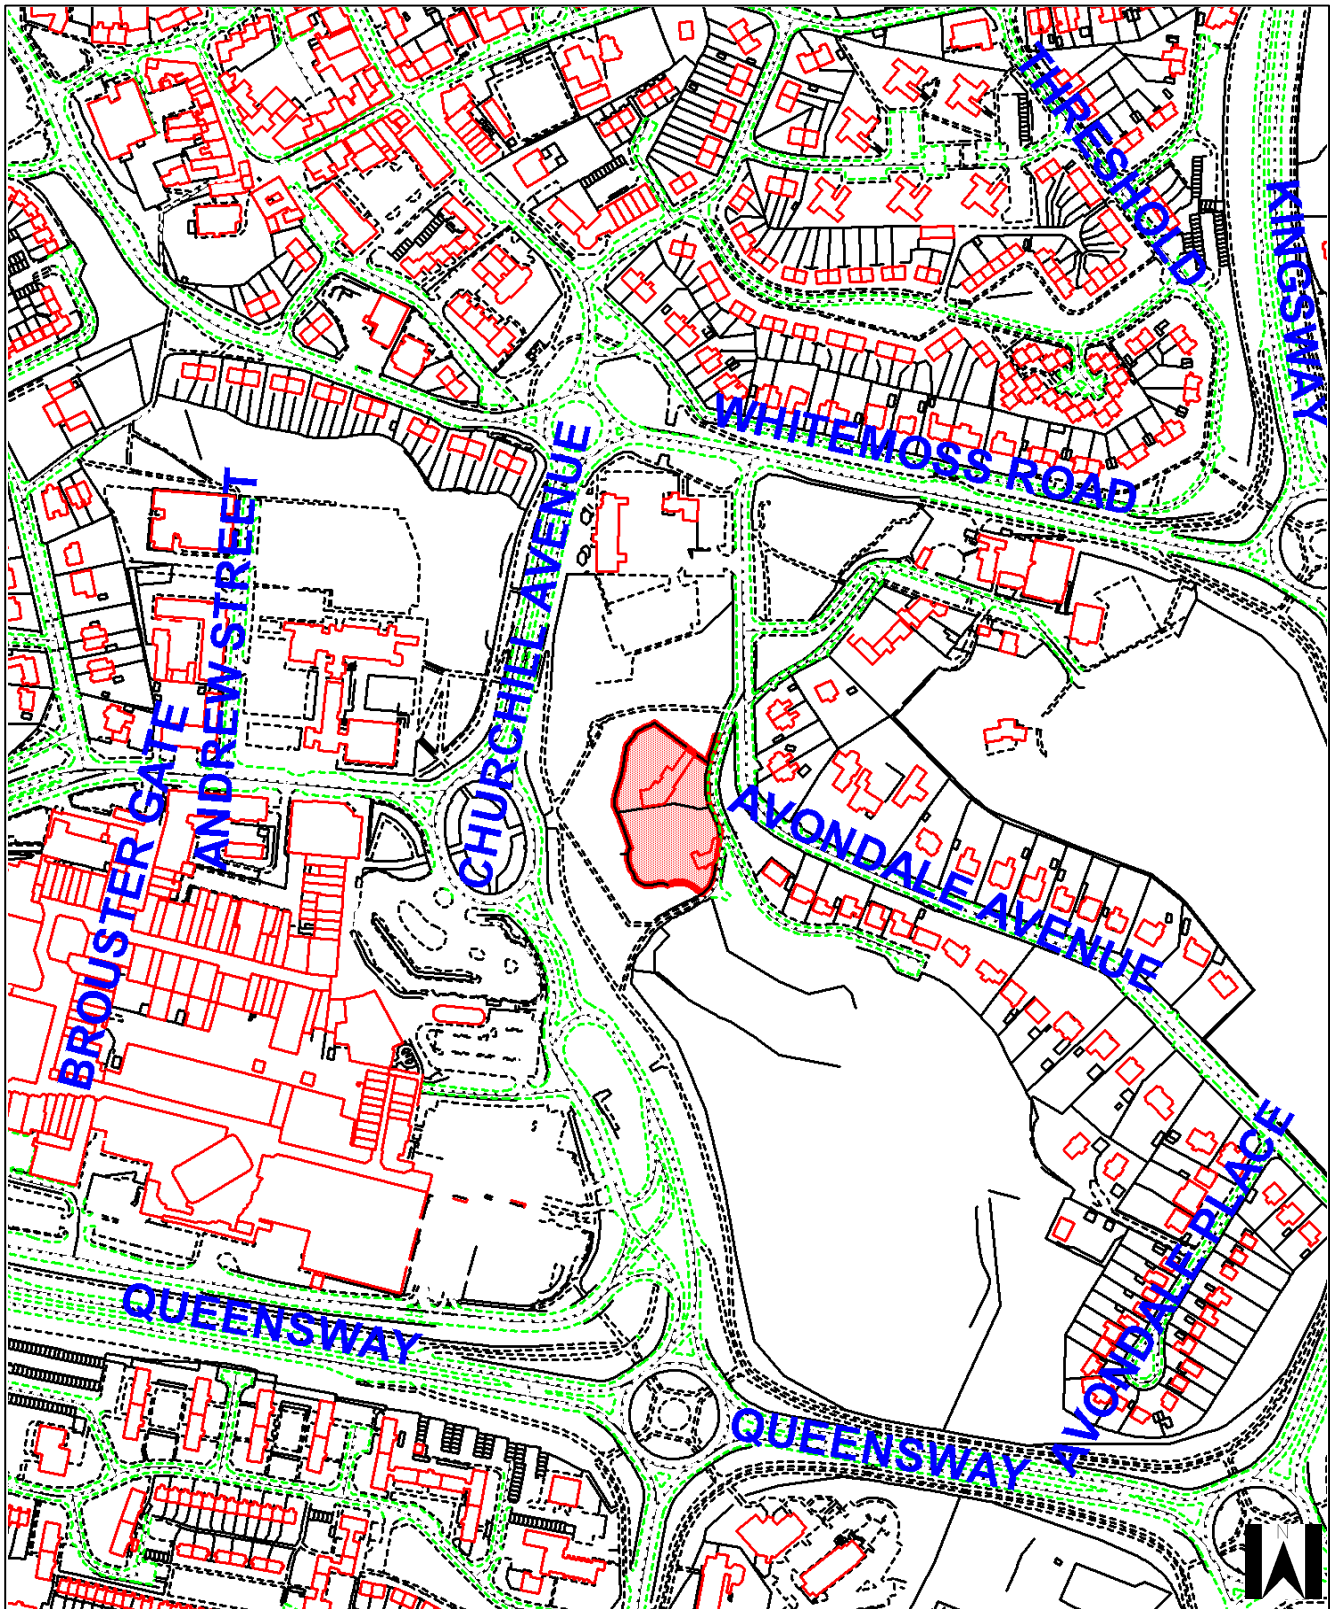 THRESHOLD
KINGSWAY
WHITEMOSS ROAD
ANDREW STREET
CHURCHILL AVENUE
BROUSTER GATE
AVONDALE AVENUE
AVONDALE PLACE
QUEENSWAY
QUEENSWAY
N